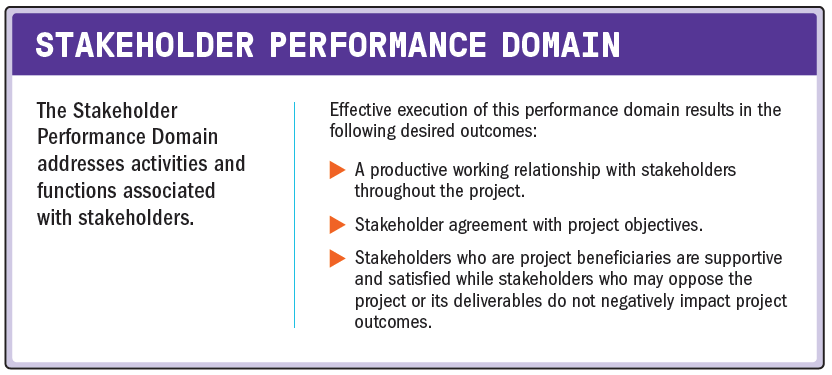 STAKEHOLDER PERFORMANCE DOMAIN
The Stakeholder
Performance Domain
addresses activities and
functions associated
with stakeholders.
Effective execution of this performance domain results in the
following desired outcomes:
A productive working relationship with stakeholders
throughout the project.
Stakeholder agreement with project objectives.
Stakeholders who are project beneficiaries are supportive
and satisfied while stakeholders who may oppose the
project or its deliverables do not negatively impact project
outcomes.